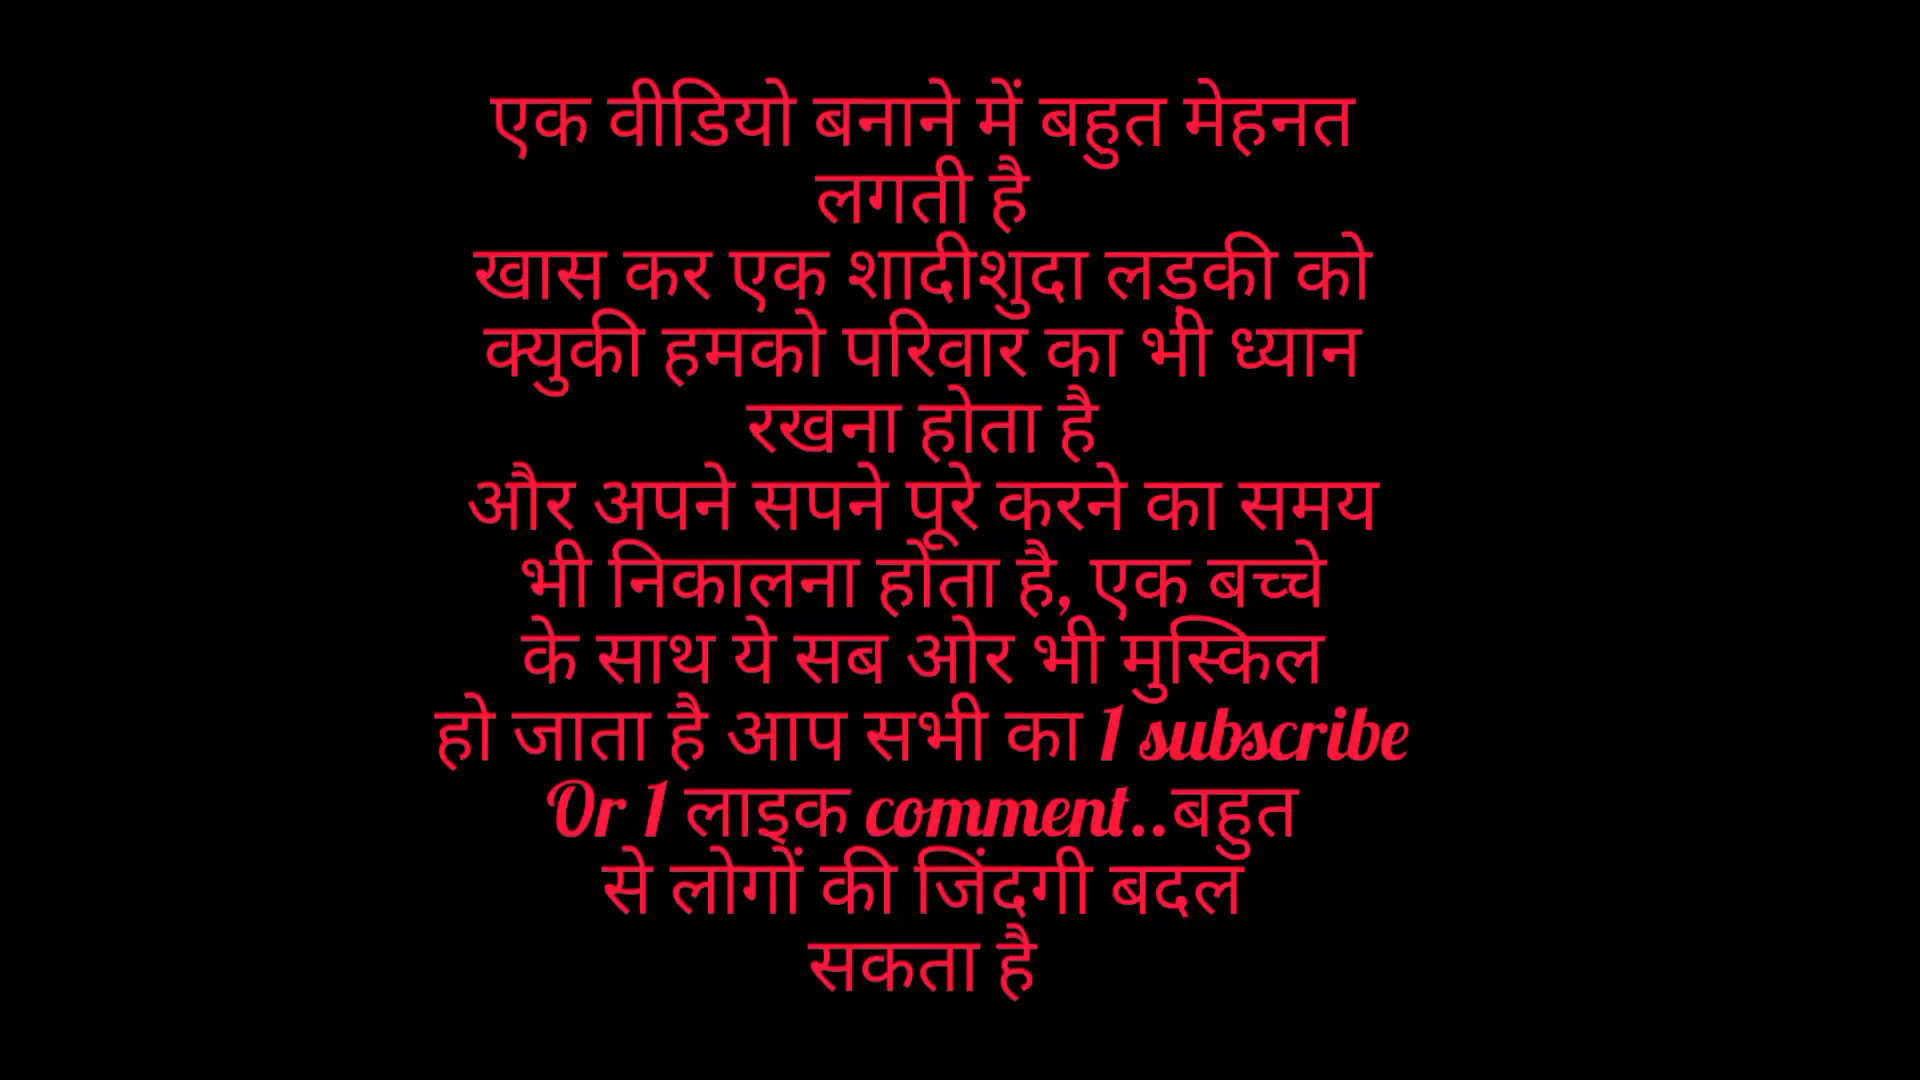 एक वीडियो बनाने में बहुत मेहनत
लगती है
खास कर एक शादीशुदा लड़की को
क्युकी हमको परिवार का भी ध्यान
रखना होता है
और अपने सपने पूरे करने का समय
भी निकालना होता है, एक बच्चे
के साथ ये सब ओर भी मुस्किल
हो जाता है आप सभी का 1 subscribe
Or 1 लाइक comment..बहुत
से लोगों की जिंदगी बदल
सकता है